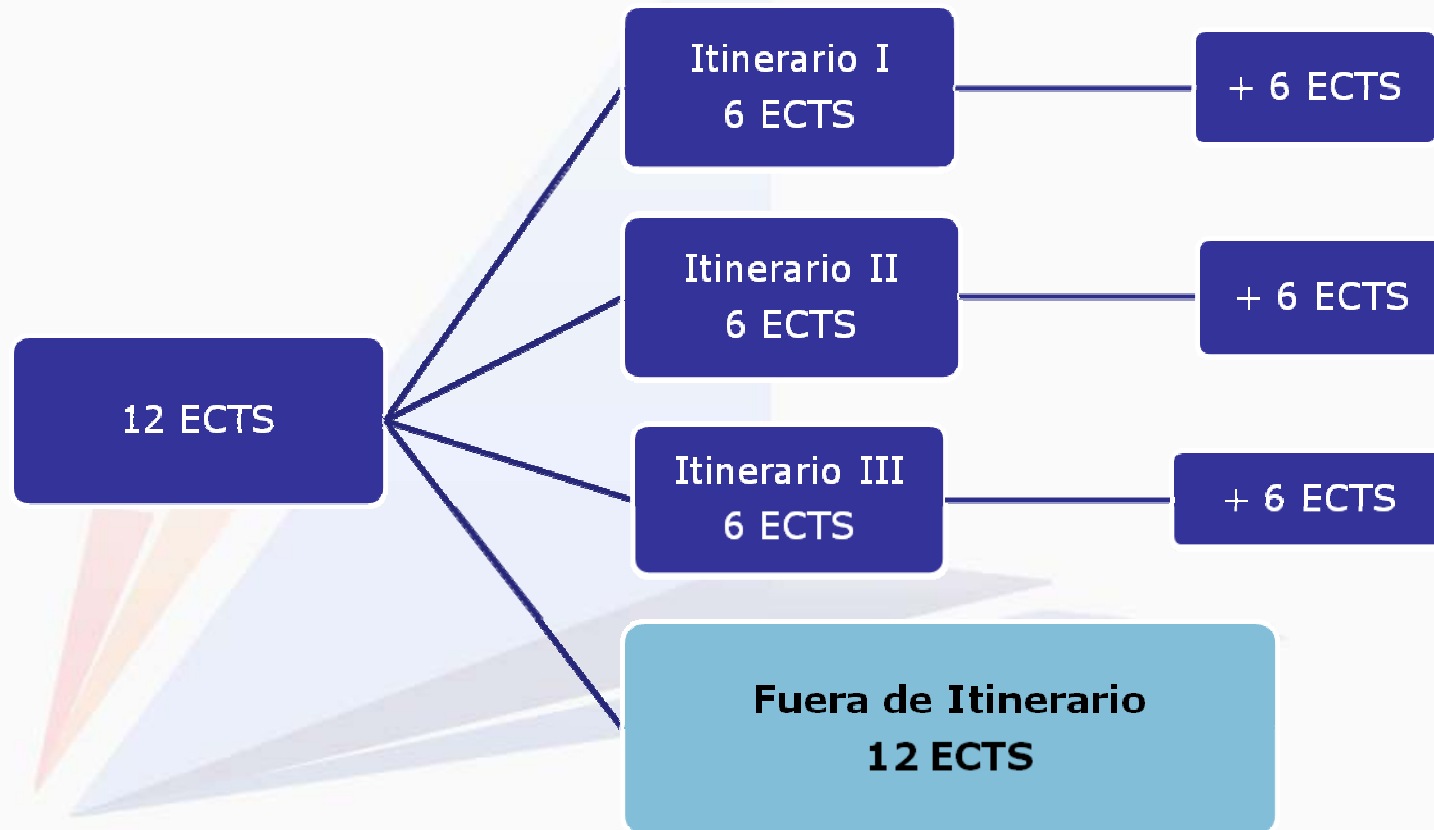 Itinerario I
6 ECTS
+ 6 ECTS
Itinerario II
6 ECTS
+ 6 ECTS
12 ECTS
Itinerario III
6 ECTS
+ 6 ECTS
Fuera de Itinerario
12 ECTS